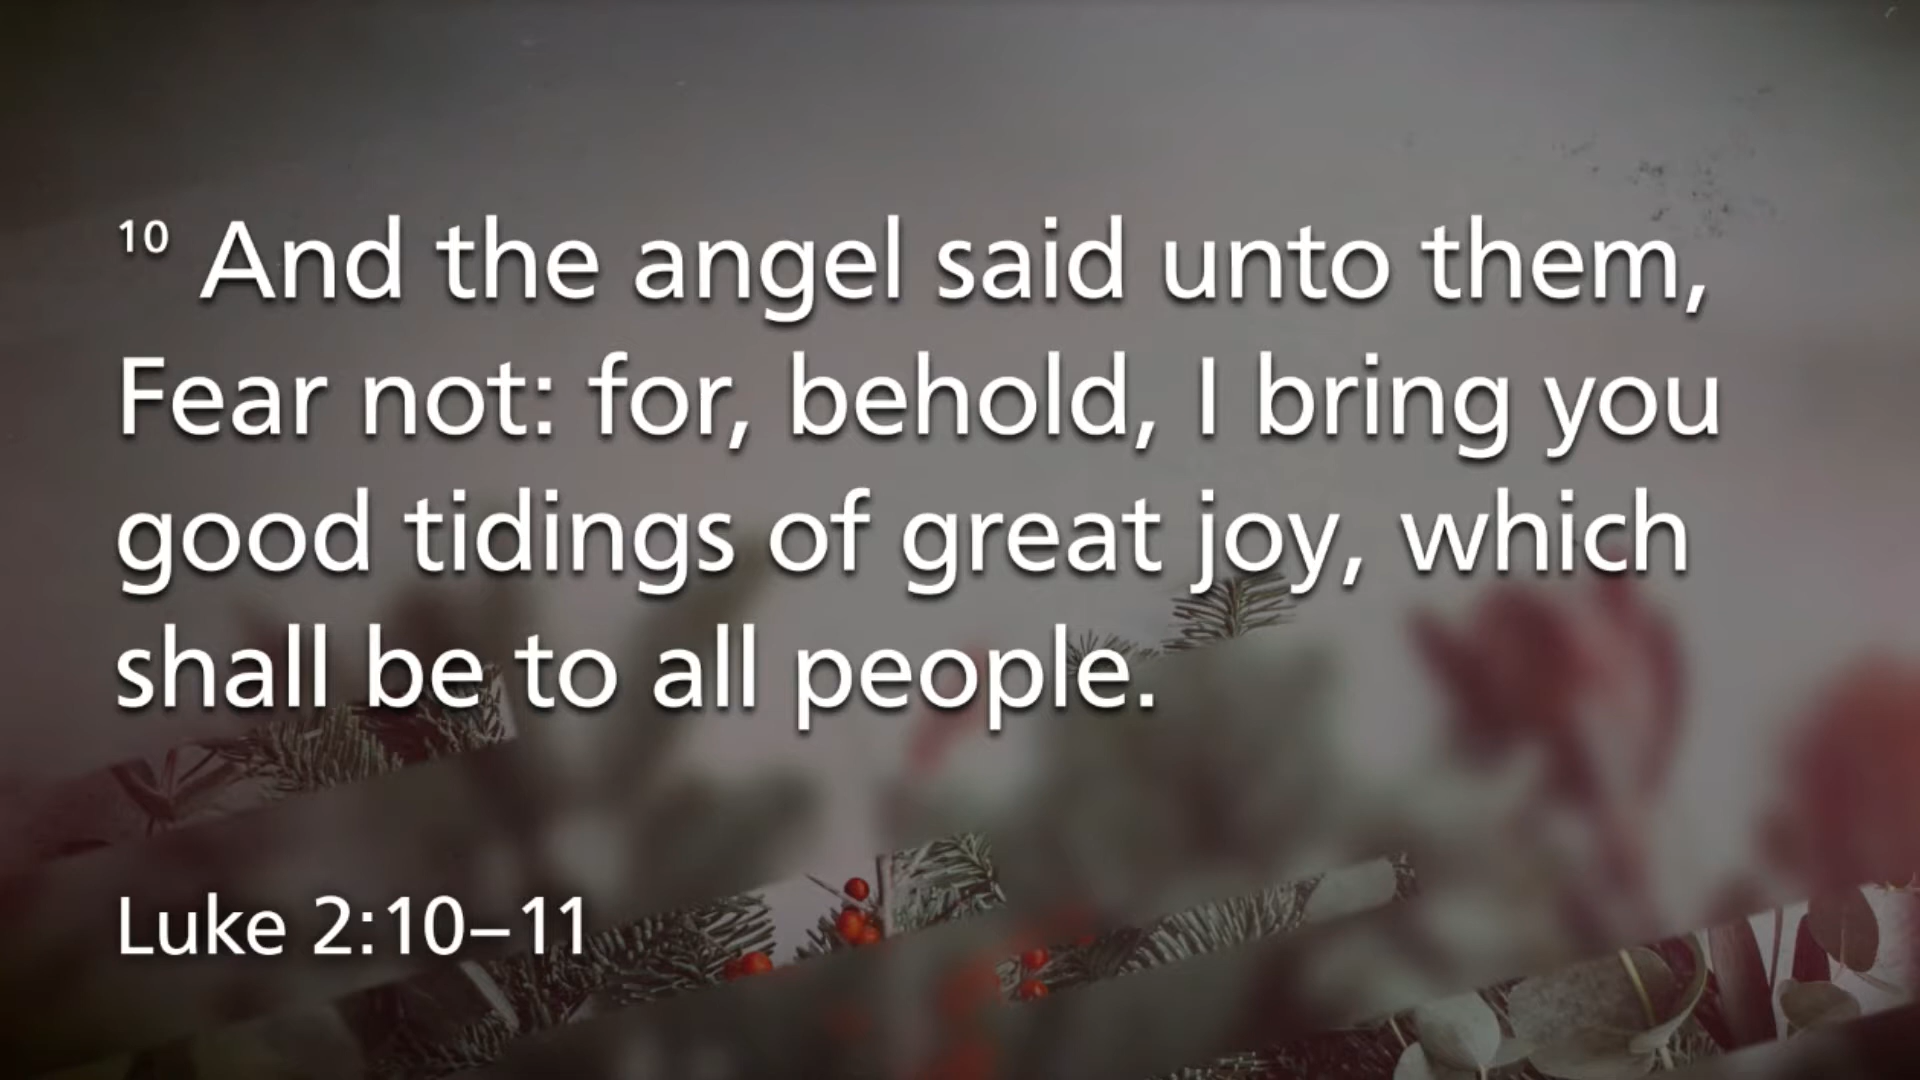 10 And the angel said unto them,
Fear not: for, behold, I bring you
good tidings of great joy, which
shall be to all people.
Luke 2:10–11